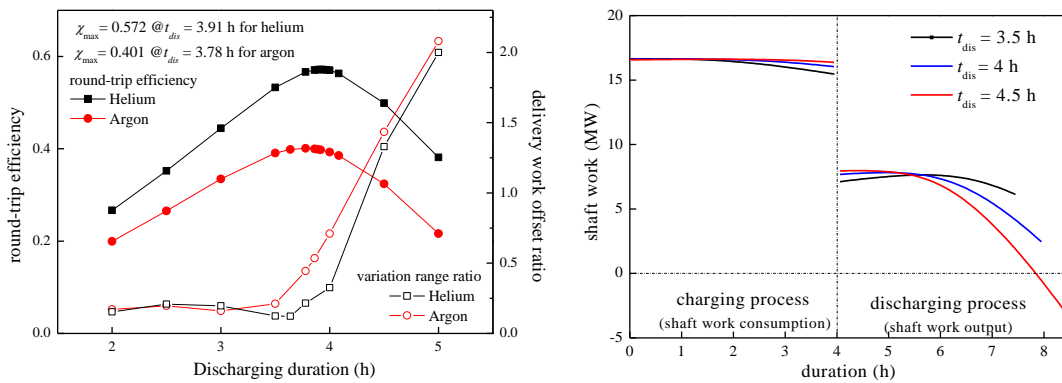 χmax = 0.572 @tdis = 3.91 h for helium
χmax = 0.401 @tdis = 3.78 h for argon
round-trip efficiency
Helium
Argon
variation range ratio
Helium
Argon
round-trip efficiency
0.0
0.2
0.4
0.6
delivery work offset ratio
0.0
0.5
1.0
1.5
2.0
2 3 4 5
Discharging duration (h)
tdis = 3.5 h
tdis = 4 h
tdis = 4.5 h
shaft work (MW)
20
15
10
5
0
-5
charging process
(shaft work consumption)
discharging process
(shaft work output)
0 1 2 3 4 5 6 7 8
duration (h)